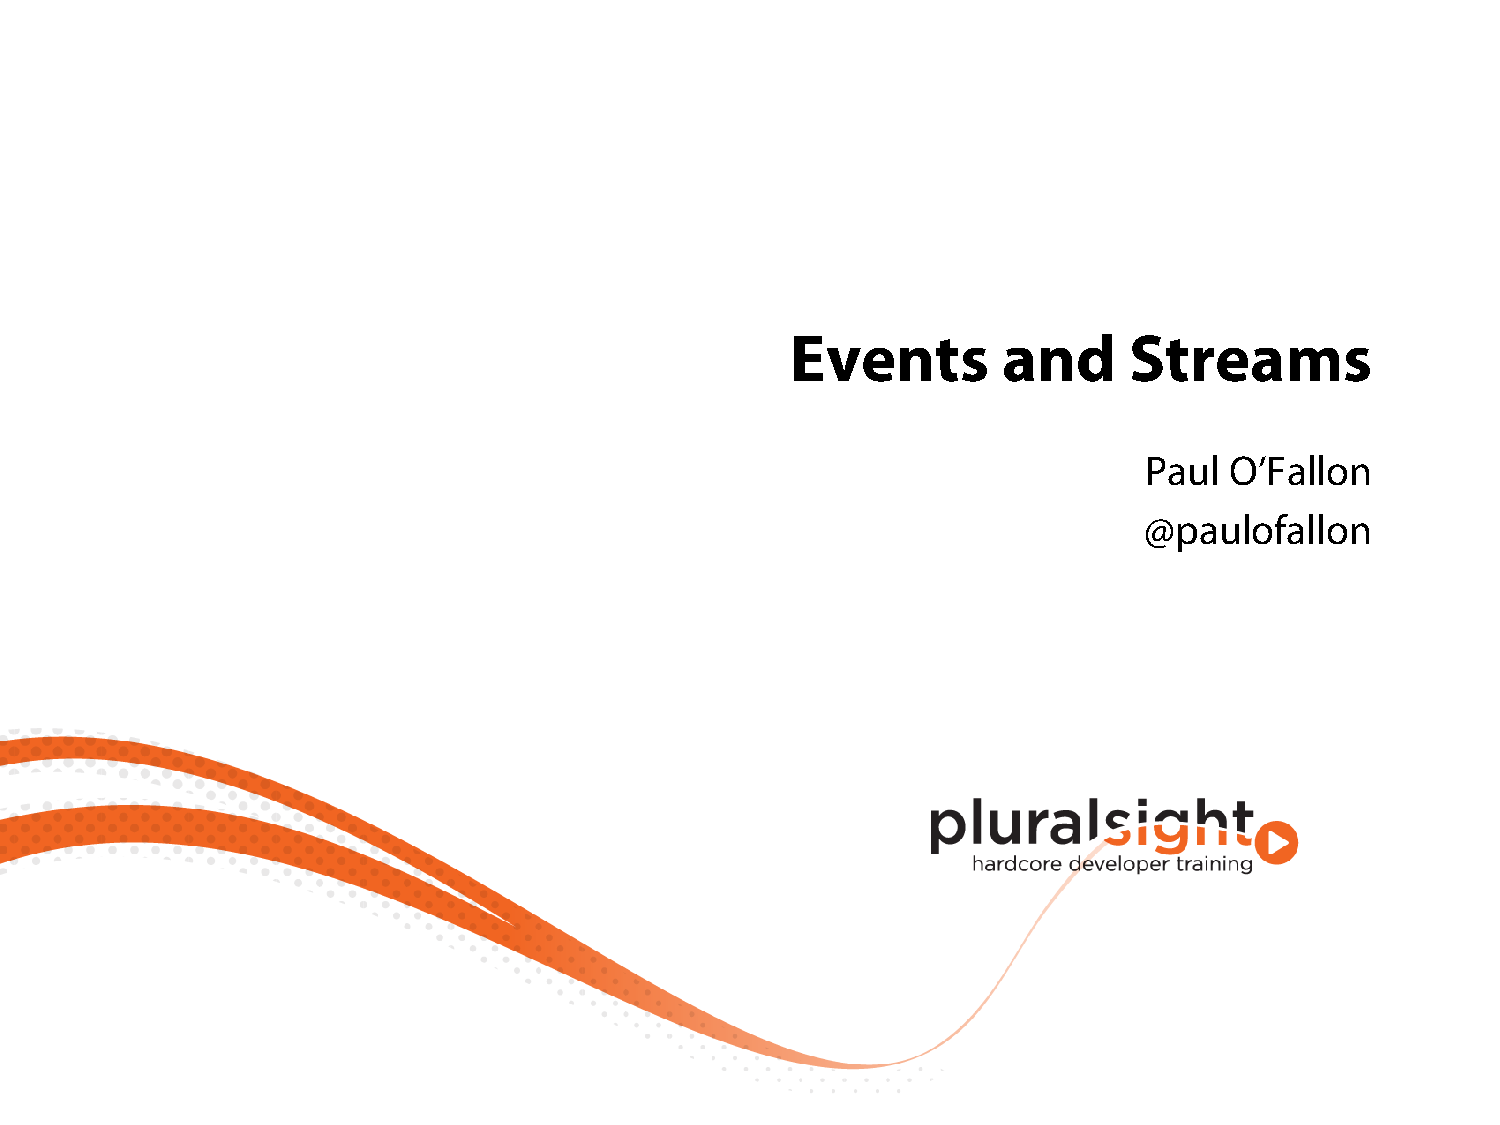 Events and Streams
Paul O’Fallon
@paulofallon
pluralsight
hardcore developer training